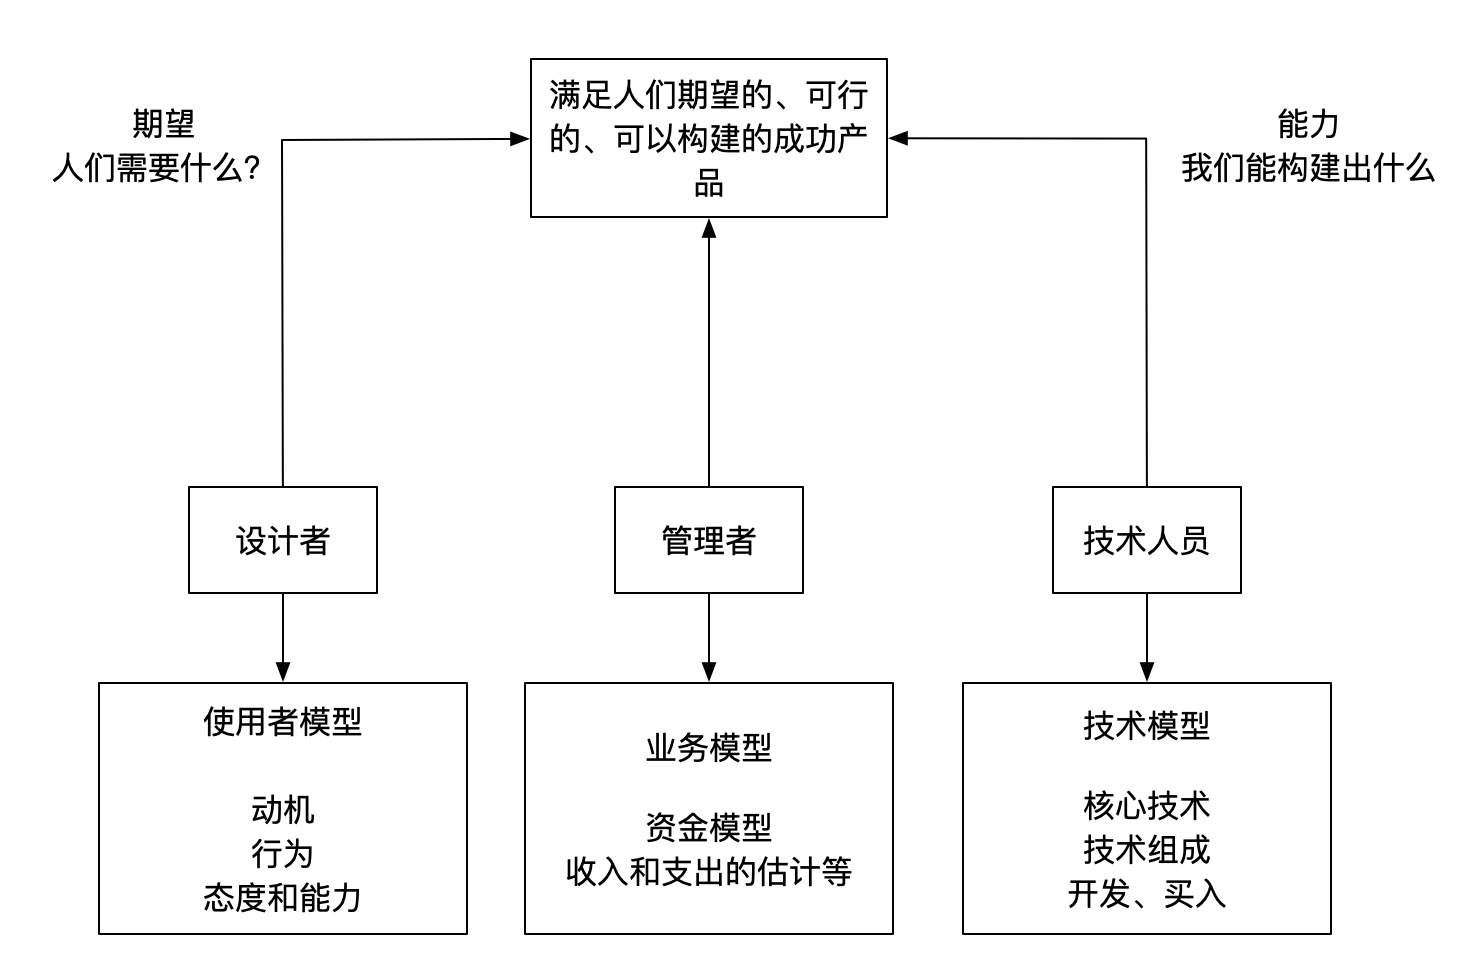 期望
人们需要什么?
满足人们期望的、可行
的、可以构建的成功产
品
能力
我们能构建出什么
设计者
管理者
技术人员
使用者模型
动机
行为
态度和能力
业务模型
资金模型
收入和支出的估计等
技术模型
核心技术
技术组成
开发、买入